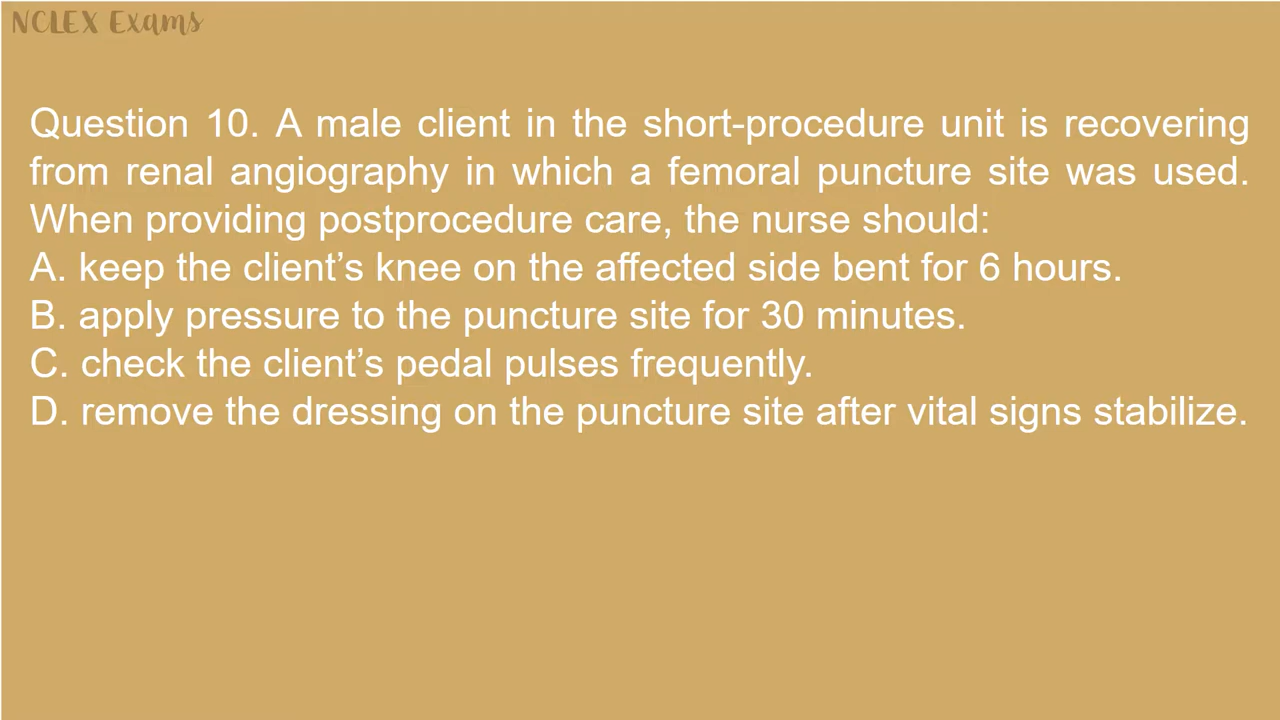 NCLEX Exams
Question 10. A male client in the short-procedure unit is recovering
from renal angiography in which a femoral puncture site was used.
When providing postprocedure care, the nurse should:
A. keep the client’s knee on the affected side bent for 6 hours.
B. apply pressure to the puncture site for 30 minutes.
C. check the client’s pedal pulses frequently.
D. remove the dressing on the puncture site after vital signs stabilize.